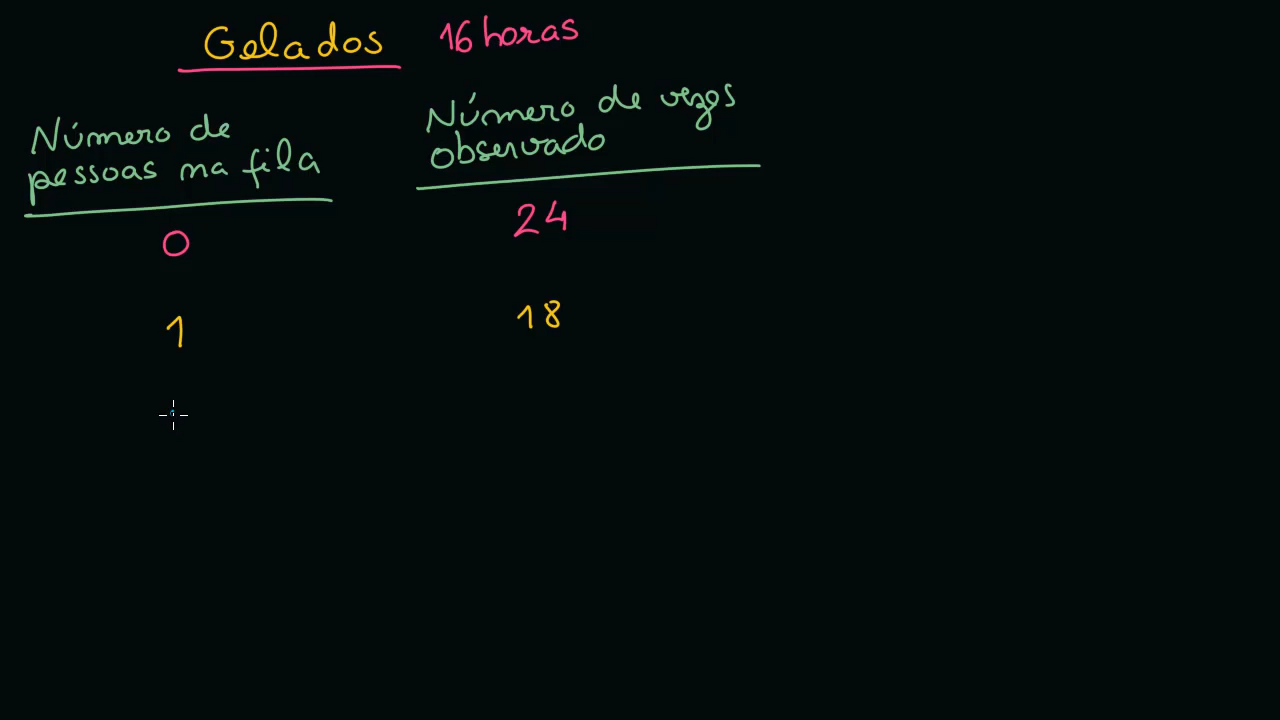 Gelados 16 horas
Número de
pessoas na fila
Número de vezes
observado
0 24
1 18